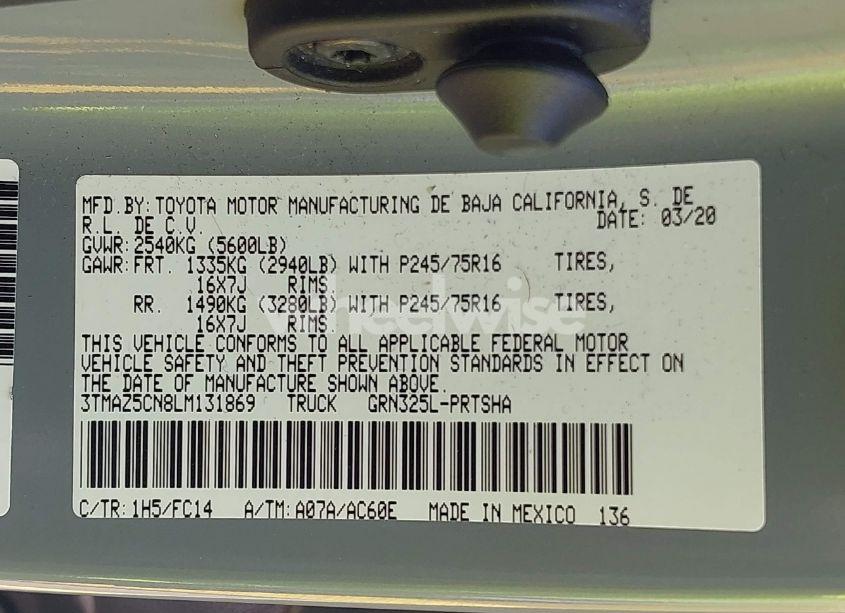 MFD.BY:TOYOTA MOTOR MANUFACTURING DE BAJA CALIFORNIA, S. DE
R.L. DE C.V. DATE: 03/20
GVWR:2540KG (5600LB)
GAWR:FRT. 1335KG (2940LB) WITH P245/75R16 TIRES,
16X7J RIMS.
RR. 1490KG (3280LB) WITH P245/75R16 TIRES,
16X7J RIMS.
wheelwise
THIS VEHICLE CONFORMS TO ALL APPLICABLE FEDERAL MOTOR
VEHICLE SAFETY AND THEFT PREVENTION STANDARDS IN EFFECT ON
THE DATE OF MANUFACTURE SHOWN ABOVE.
3TMAZ5CN8LM131869 TRUCK GRN325L-PRTSHA
C/TR:1H5/FC14 A/TM:A07A/AC60E MADE IN MEXICO 136